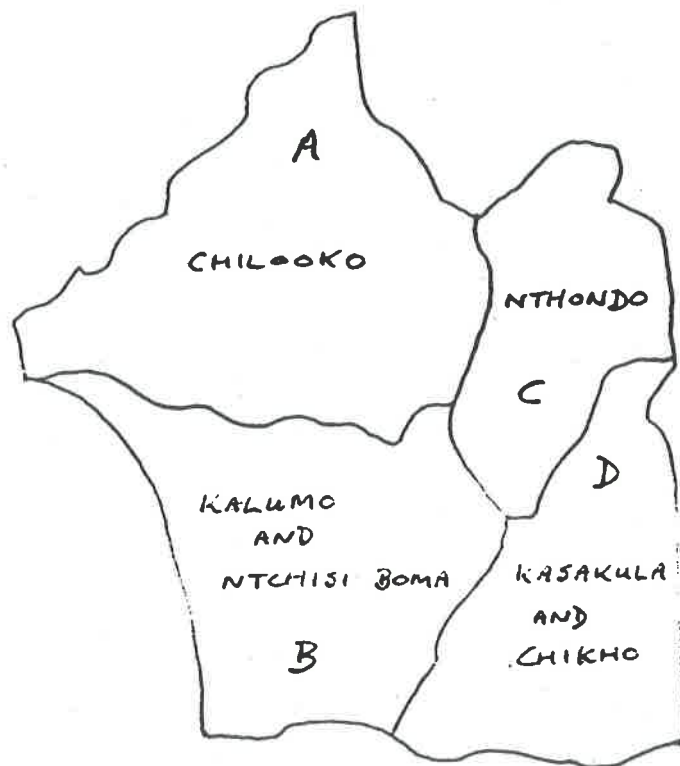 A
CHILOOKO
NTHONDO
C
D
KALUMO
AND
NTCHISI BOMA
B
KASAKULA
AND
CHIKHO